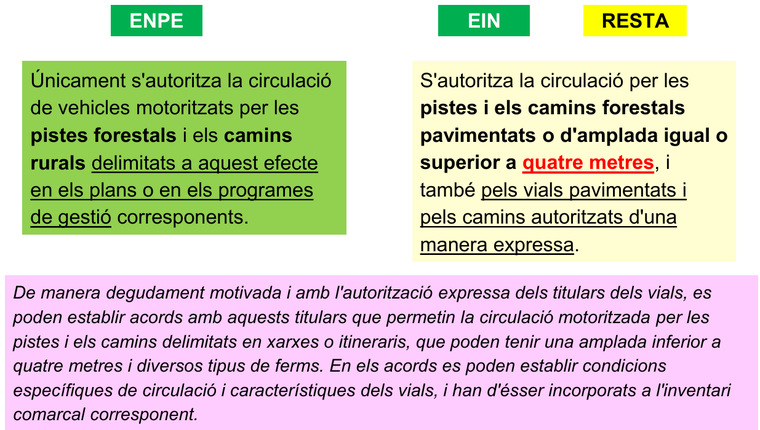 ENPE
EIN
RESTA
Únicament s'autoritza la circulació
de vehicles motoritzats per les
pistes forestals i els camins
rurals delimitats a aquest efecte
en els plans o en els programes
de gestió corresponents.
S'autoritza la circulació per les
pistes i els camins forestals
pavimentats o d'amplada igual o
superior a quatre metres, i
també pels vials pavimentats i
pels camins autoritzats d'una
manera expressa.
De manera degudament motivada i amb l'autorització expressa dels titulars dels vials, es
poden establir acords amb aquests titulars que permetin la circulació motoritzada per les
pistes i els camins delimitats en xarxes o itineraris, que poden tenir una amplada inferior a
quatre metres i diversos tipus de ferms. En els acords es poden establir condicions
específiques de circulació i característiques dels vials, i han d'ésser incorporats a l'inventari
comarcal corresponent.